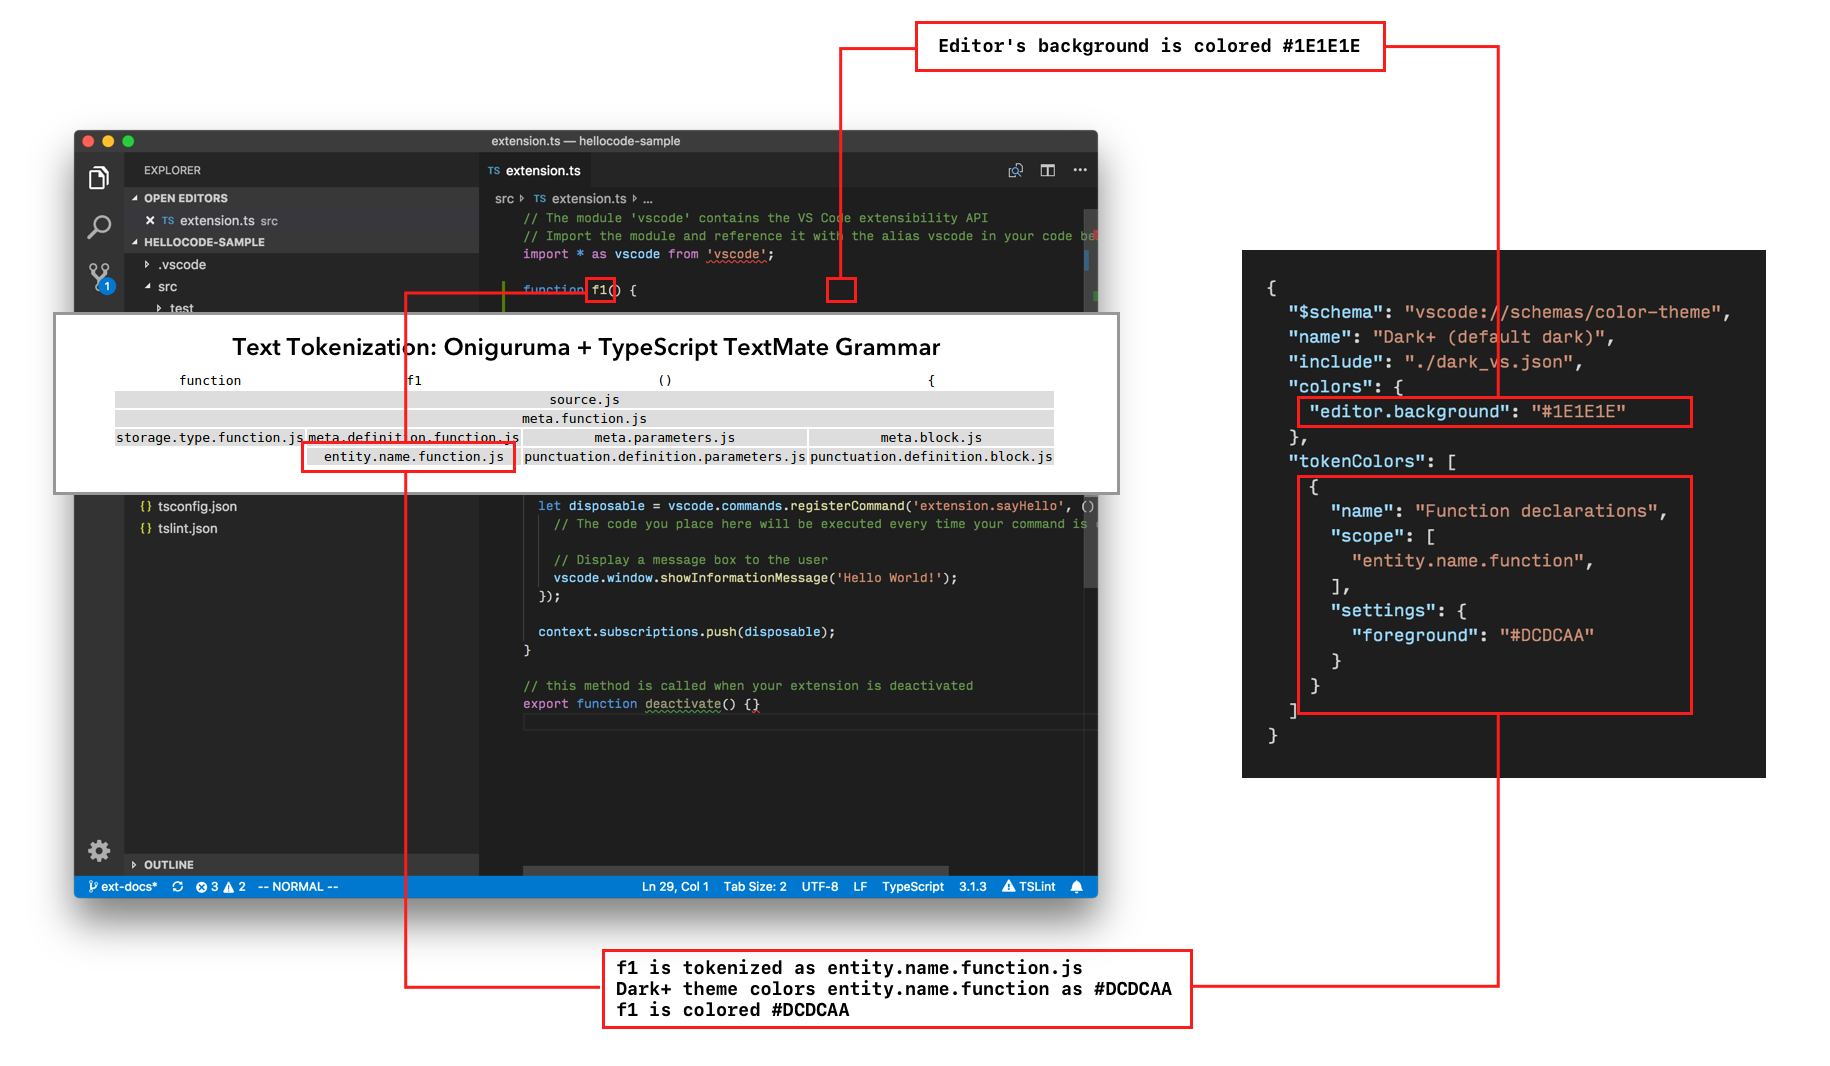 Editor's background is colored #1E1E1E
extension.ts — hellocode-sample
EXPLORER
OPEN EDITORS
TS extension.ts src
HELLOCODE-SAMPLE
.vscode
src
test
1
TS extension.ts
src TS extension.ts ...
// The module 'vscode' contains the VS Code extensibility API
// Import the module and reference it with the alias vscode in your code
import * as vscode from 'vscode';
function f1() {
Text Tokenization: Oniguruma + TypeScript TextMate Grammar
function f1 () {
source.js
meta.function.js
storage.type.function.js meta.definition.function.js meta.parameters.js meta.block.js
entity.name.function.js punctuation.definition.parameters.js punctuation.definition.block.js
{} tsconfig.json
{} tslint.json
let disposable = vscode.commands.registerCommand('extension.sayHello', ()
// The code you place here will be executed every time your command is
// Display a message box to the user
vscode.window.showInformationMessage('Hello World!');
});
context.subscriptions.push(disposable);
}
// this method is called when your extension is deactivated
export function deactivate() {}
OUTLINE
ext-docs* 3 2 -- NORMAL -- Ln 29, Col 1 Tab Size: 2 UTF-8 LF TypeScript 3.1.3 TSLint
{
"$schema": "vscode://schemas/color-theme",
"name": "Dark+ (default dark)",
"include": "./dark_vs.json",
"colors": {
"editor.background": "#1E1E1E"
},
"tokenColors": [
{
"name": "Function declarations",
"scope": [
"entity.name.function",
],
"settings": {
"foreground": "#DCDCAA"
}
}
]
}
f1 is tokenized as entity.name.function.js
Dark+ theme colors entity.name.function as #DCDCAA
f1 is colored #DCDCAA